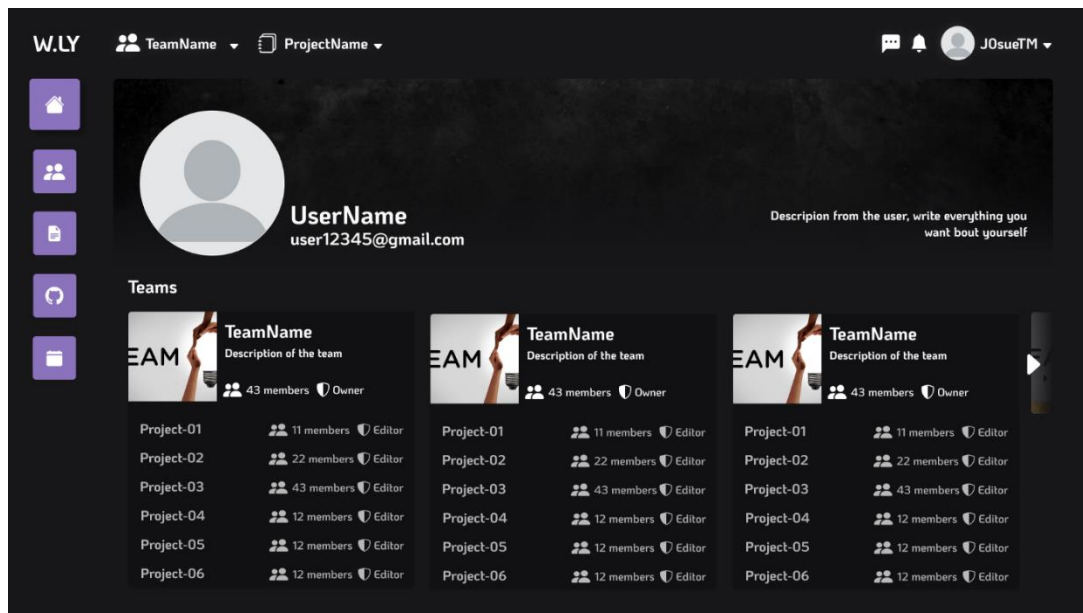 W.LY
TeamName
ProjectName
J0sueTM
UserName
user12345@gmail.com
Descripion from the user, write everything you
want bout yourself
Teams
EAM
TeamName
Description of the team
43 members Owner
Project-01 11 members Editor
Project-02 22 members Editor
Project-03 43 members Editor
Project-04 12 members Editor
Project-05 12 members Editor
Project-06 12 members Editor
EAM
TeamName
Description of the team
43 members Owner
Project-01 11 members Editor
Project-02 22 members Editor
Project-03 43 members Editor
Project-04 12 members Editor
Project-05 12 members Editor
Project-06 12 members Editor
EAM
TeamName
Description of the team
43 members Owner
Project-01 11 members Editor
Project-02 22 members Editor
Project-03 43 members Editor
Project-04 12 members Editor
Project-05 12 members Editor
Project-06 12 members Editor